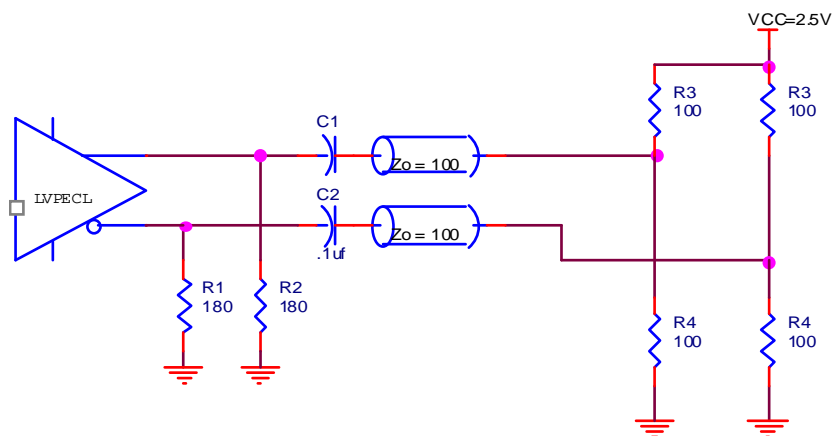 VCC=2.5V
R3
100
R3
100
C1
Zo = 100
LVPECL
C2
.1uf
Zo = 100
R1
180
R2
180
R4
100
R4
100